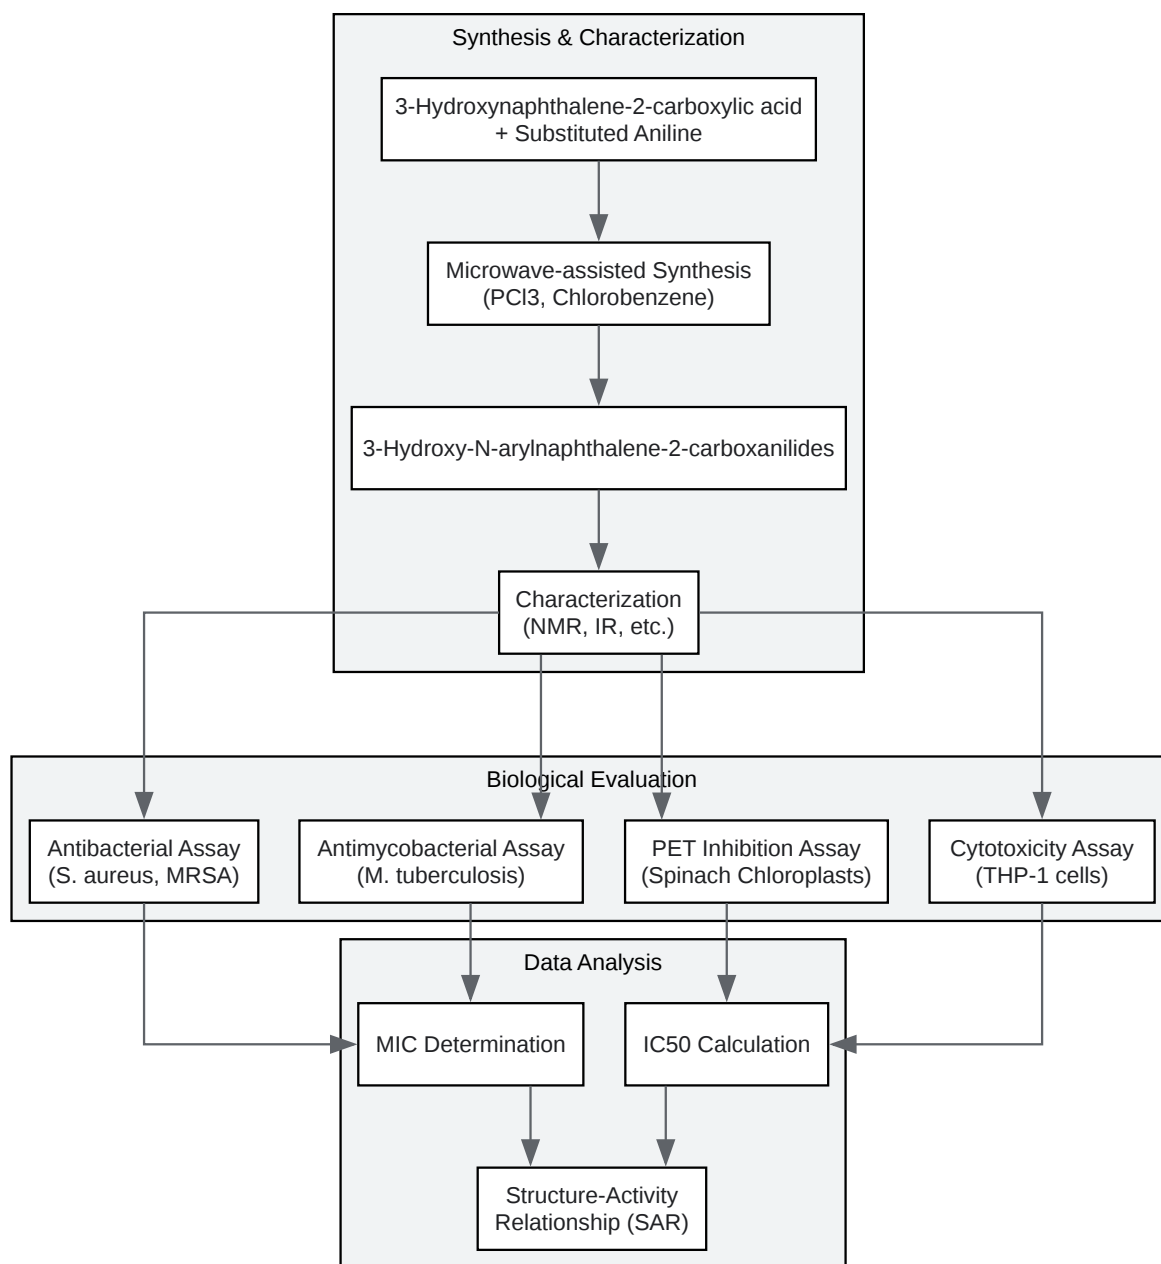 Synthesis & Characterization
3-Hydroxynaphthalene-2-carboxylic acid
+ Substituted Aniline
Microwave-assisted Synthesis
(PCl3, Chlorobenzene)
3-Hydroxy-N-arylnaphthalene-2-carboxanilides
Characterization
(NMR, IR, etc.)
Biological Evaluation
Antibacterial Assay
(S. aureus, MRSA)
Antimycobacterial Assay
(M. tuberculosis)
PET Inhibition Assay
(Spinach Chloroplasts)
Cytotoxicity Assay
(THP-1 cells)
Data Analysis
MIC Determination
IC50 Calculation
Structure-Activity
Relationship (SAR)